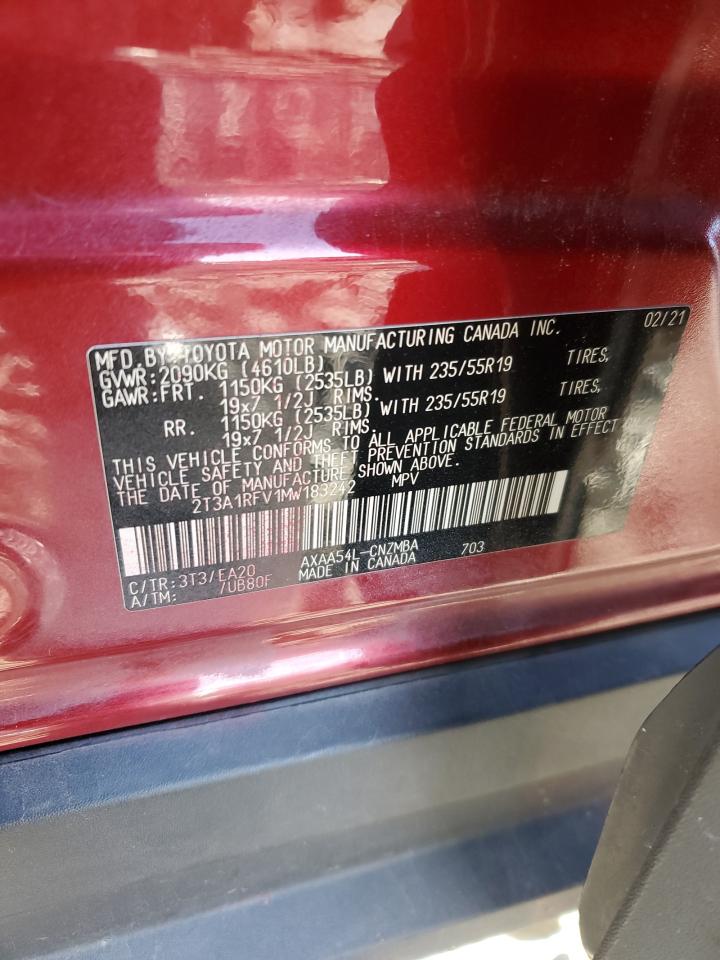 MFD. BY: TOYOTA MOTOR MANUFACTURING CANADA INC. 02/21
GVWR: 2090KG (4610LB)
GAWR: FRT. 1150KG (2535LB) WITH 235/55R19 TIRES,
19x7 1/2J RIMS.
RR. 1150KG (2535LB) WITH 235/55R19 TIRES,
19x7 1/2J RIMS.
THIS VEHICLE CONFORMS TO ALL APPLICABLE FEDERAL MOTOR
VEHICLE SAFETY AND THEFT PREVENTION STANDARDS IN EFFECT ON
THE DATE OF MANUFACTURE SHOWN ABOVE.
2T3A1RFV1MW183242 MPV
C/TR: 3T3/EA20 AXAA54L-CNZMBA 703
A/TM: /UB80F MADE IN CANADA